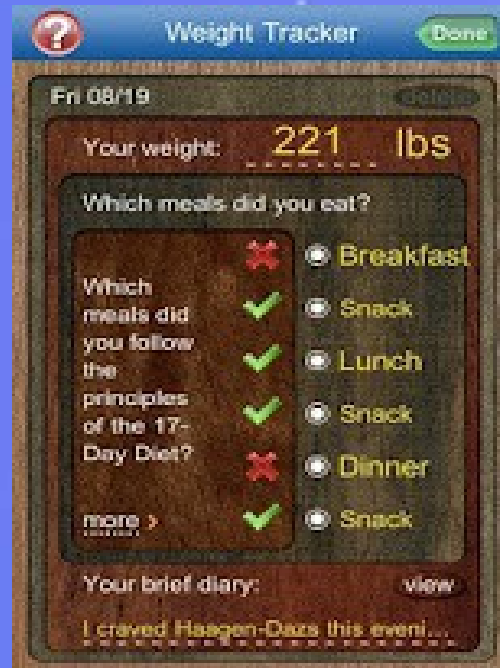 ?
Weight Tracker
Done
Fri 08/19
delete
Your weight: 221 lbs
Which meals did you eat?
Which
meals did
you follow
the
principles
of the 17-
Day Diet?
more >
Breakfast
Snack
Lunch
Snack
Dinner
Snack
Your brief diary:
view
I craved Haagen-Dazs this eveni...